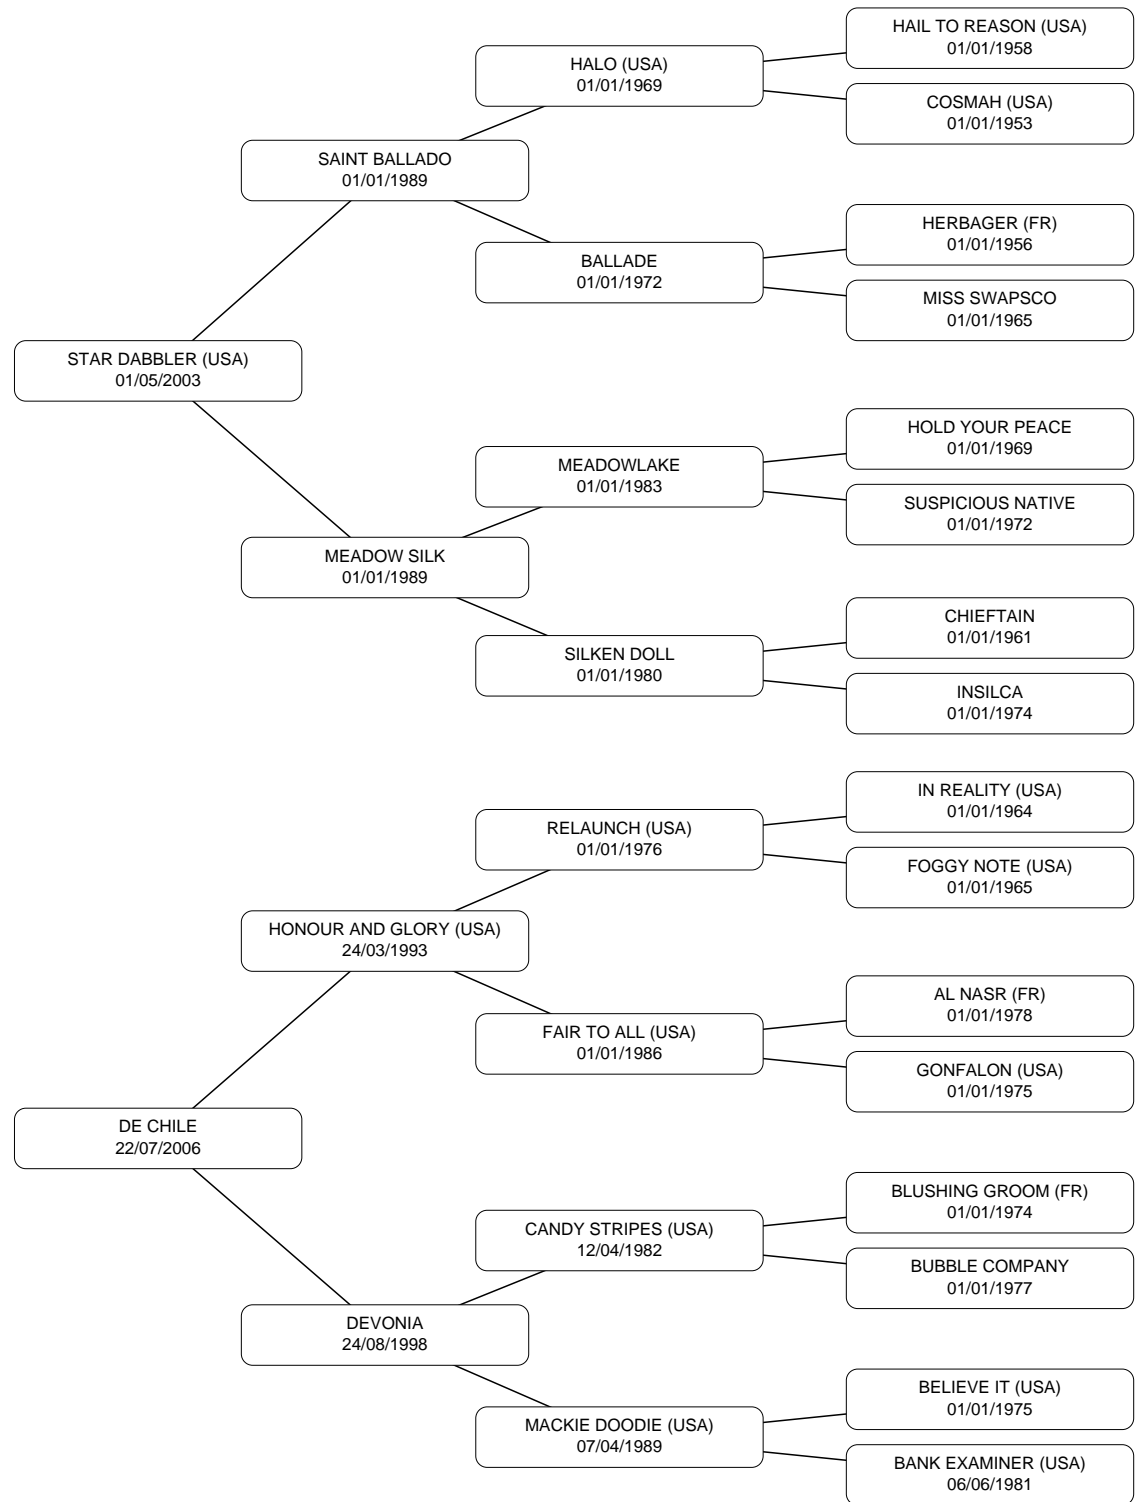 HAIL TO REASON (USA)
01/01/1958
HALO (USA)
01/01/1969
COSMAH (USA)
01/01/1953
SAINT BALLADO
01/01/1989
HERBAGER (FR)
01/01/1956
BALLADE
01/01/1972
MISS SWAPSCO
01/01/1965
STAR DABBLER (USA)
01/05/2003
HOLD YOUR PEACE
01/01/1969
MEADOWLAKE
01/01/1983
SUSPICIOUS NATIVE
01/01/1972
MEADOW SILK
01/01/1989
CHIEFTAIN
01/01/1961
SILKEN DOLL
01/01/1980
INSILCA
01/01/1974
IN REALITY (USA)
01/01/1964
RELAUNCH (USA)
01/01/1976
FOGGY NOTE (USA)
01/01/1965
HONOUR AND GLORY (USA)
24/03/1993
AL NASR (FR)
01/01/1978
FAIR TO ALL (USA)
01/01/1986
GONFALON (USA)
01/01/1975
DE CHILE
22/07/2006
BLUSHING GROOM (FR)
01/01/1974
CANDY STRIPES (USA)
12/04/1982
BUBBLE COMPANY
01/01/1977
DEVONIA
24/08/1998
BELIEVE IT (USA)
01/01/1975
MACKIE DOODIE (USA)
07/04/1989
BANK EXAMINER (USA)
06/06/1981